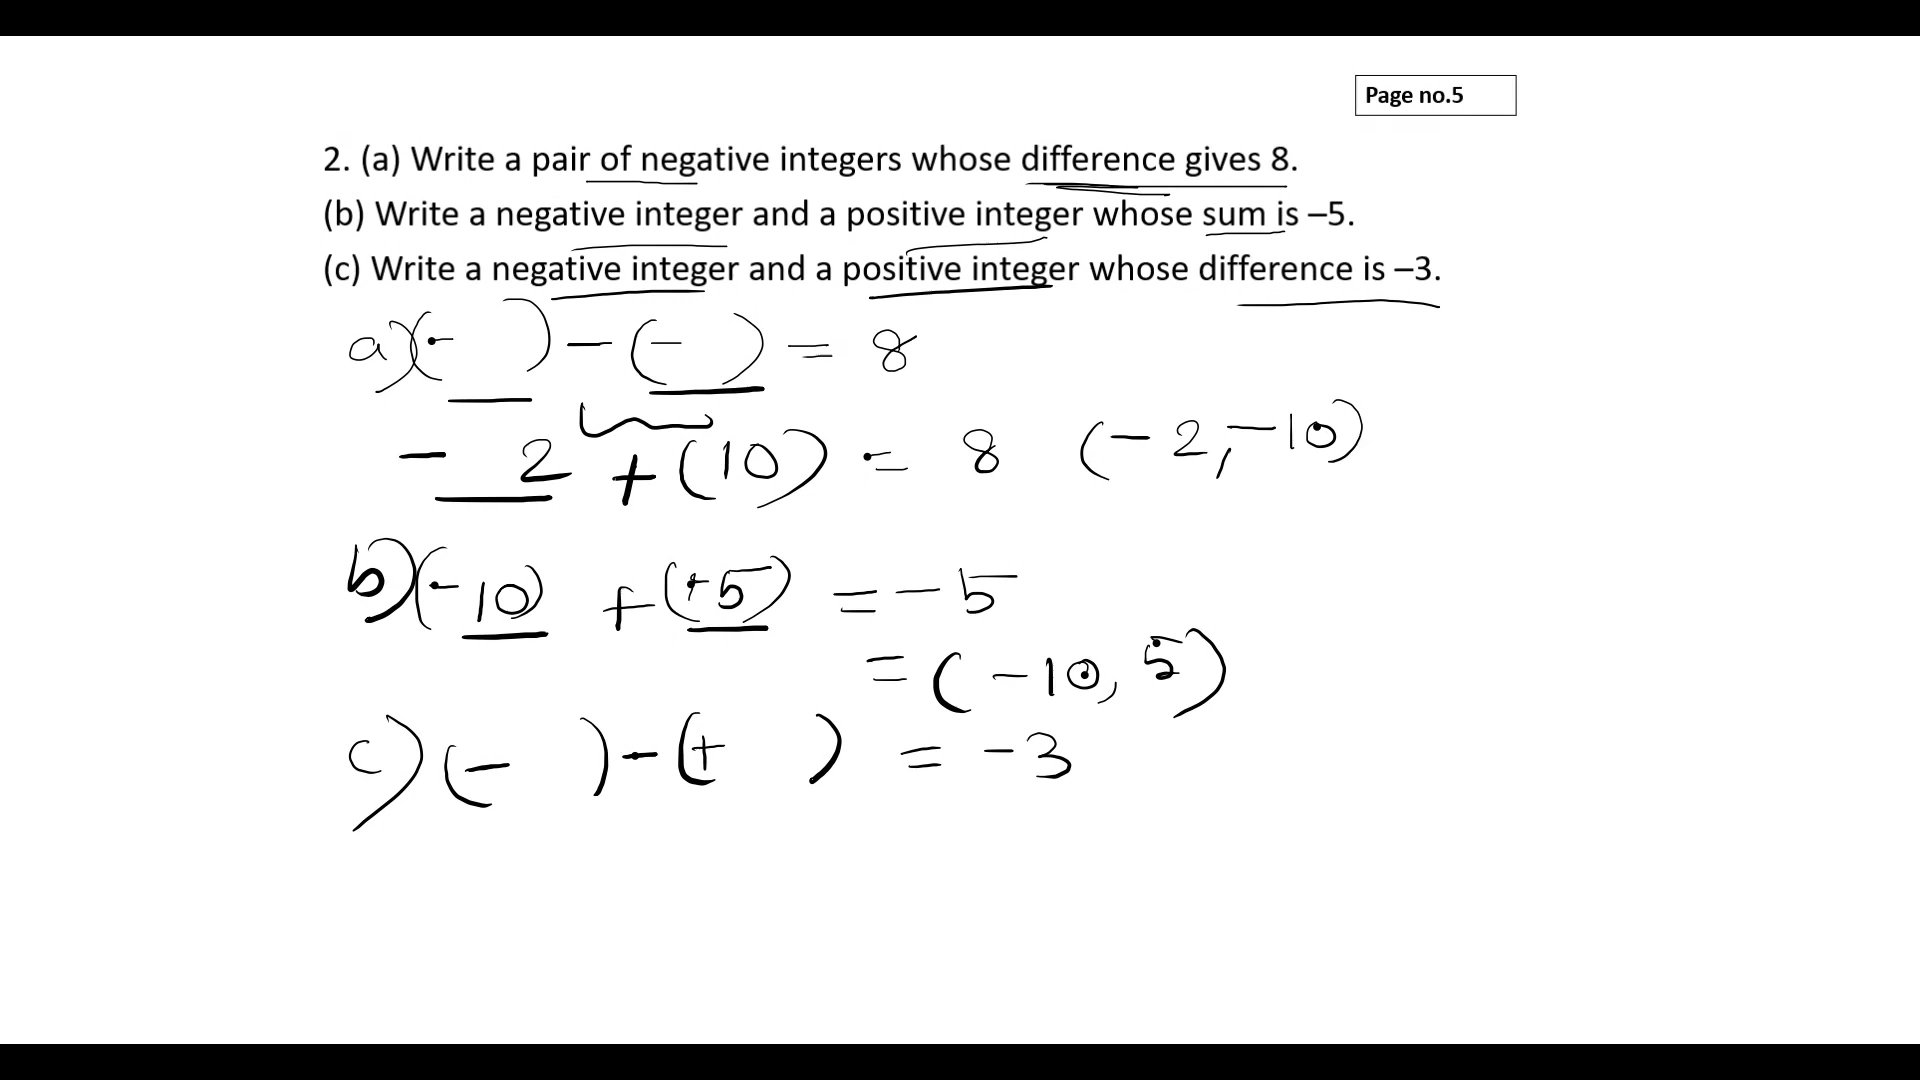 Page no.5
2. (a) Write a pair of negative integers whose difference gives 8.
(b) Write a negative integer and a positive integer whose sum is –5.
(c) Write a negative integer and a positive integer whose difference is –3.
a) (- ) - (- ) = 8
- 2 + (10) = 8 (-2, -10)
b) (-10) + (+5) = -5
= (-10, 5)
c) (- ) - (+ ) = -3